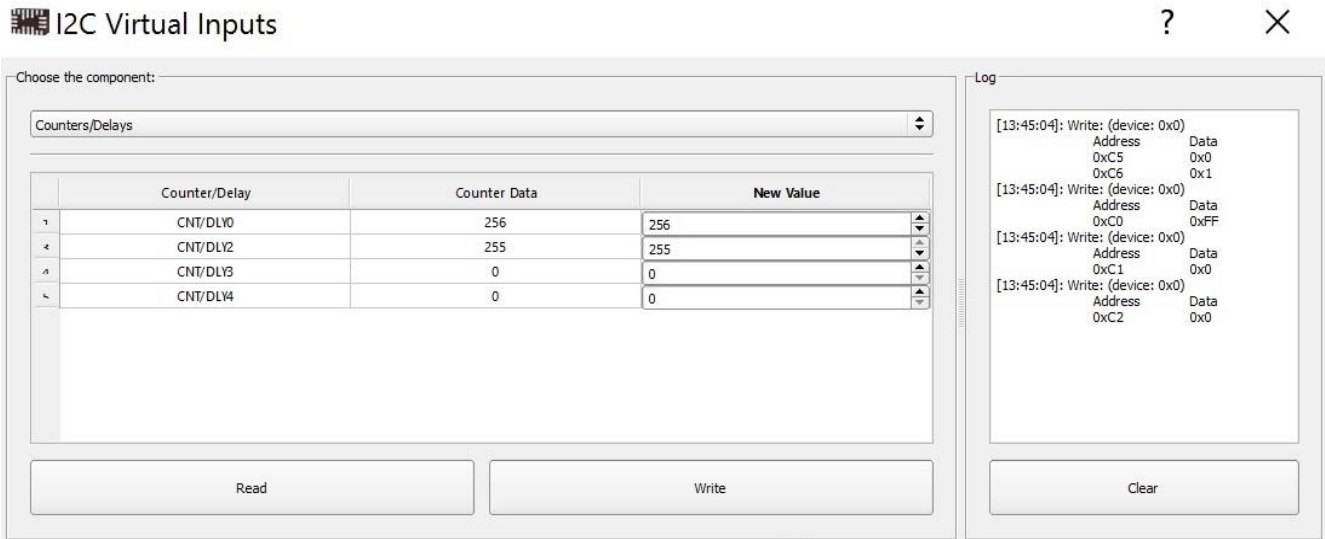 I2C Virtual Inputs
?
Choose the component:
Counters/Delays
Counter/Delay Counter Data New Value
CNT/DLY0 256 256
CNT/DLY2 255 255
CNT/DLY3 0 0
CNT/DLY4 0 0
Read Write
Log
[13:45:04]: Write: (device: 0x0)
Address Data
0xC5 0x0
0xC6 0x1
[13:45:04]: Write: (device: 0x0)
Address Data
0xC0 0xFF
[13:45:04]: Write: (device: 0x0)
Address Data
0xC1 0x0
[13:45:04]: Write: (device: 0x0)
Address Data
0xC2 0x0
Clear